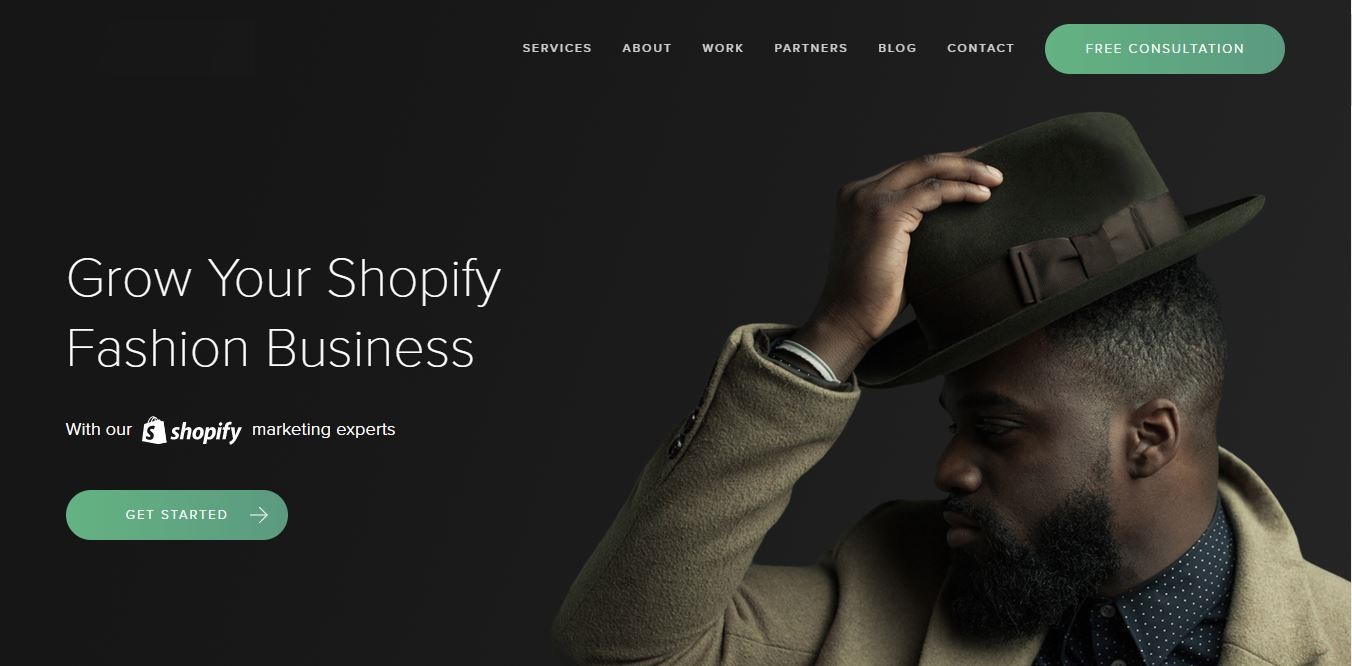 SERVICES ABOUT WORK PARTNERS BLOG CONTACT FREE CONSULTATION
Grow Your Shopify
Fashion Business
With our shopify marketing experts
GET STARTED